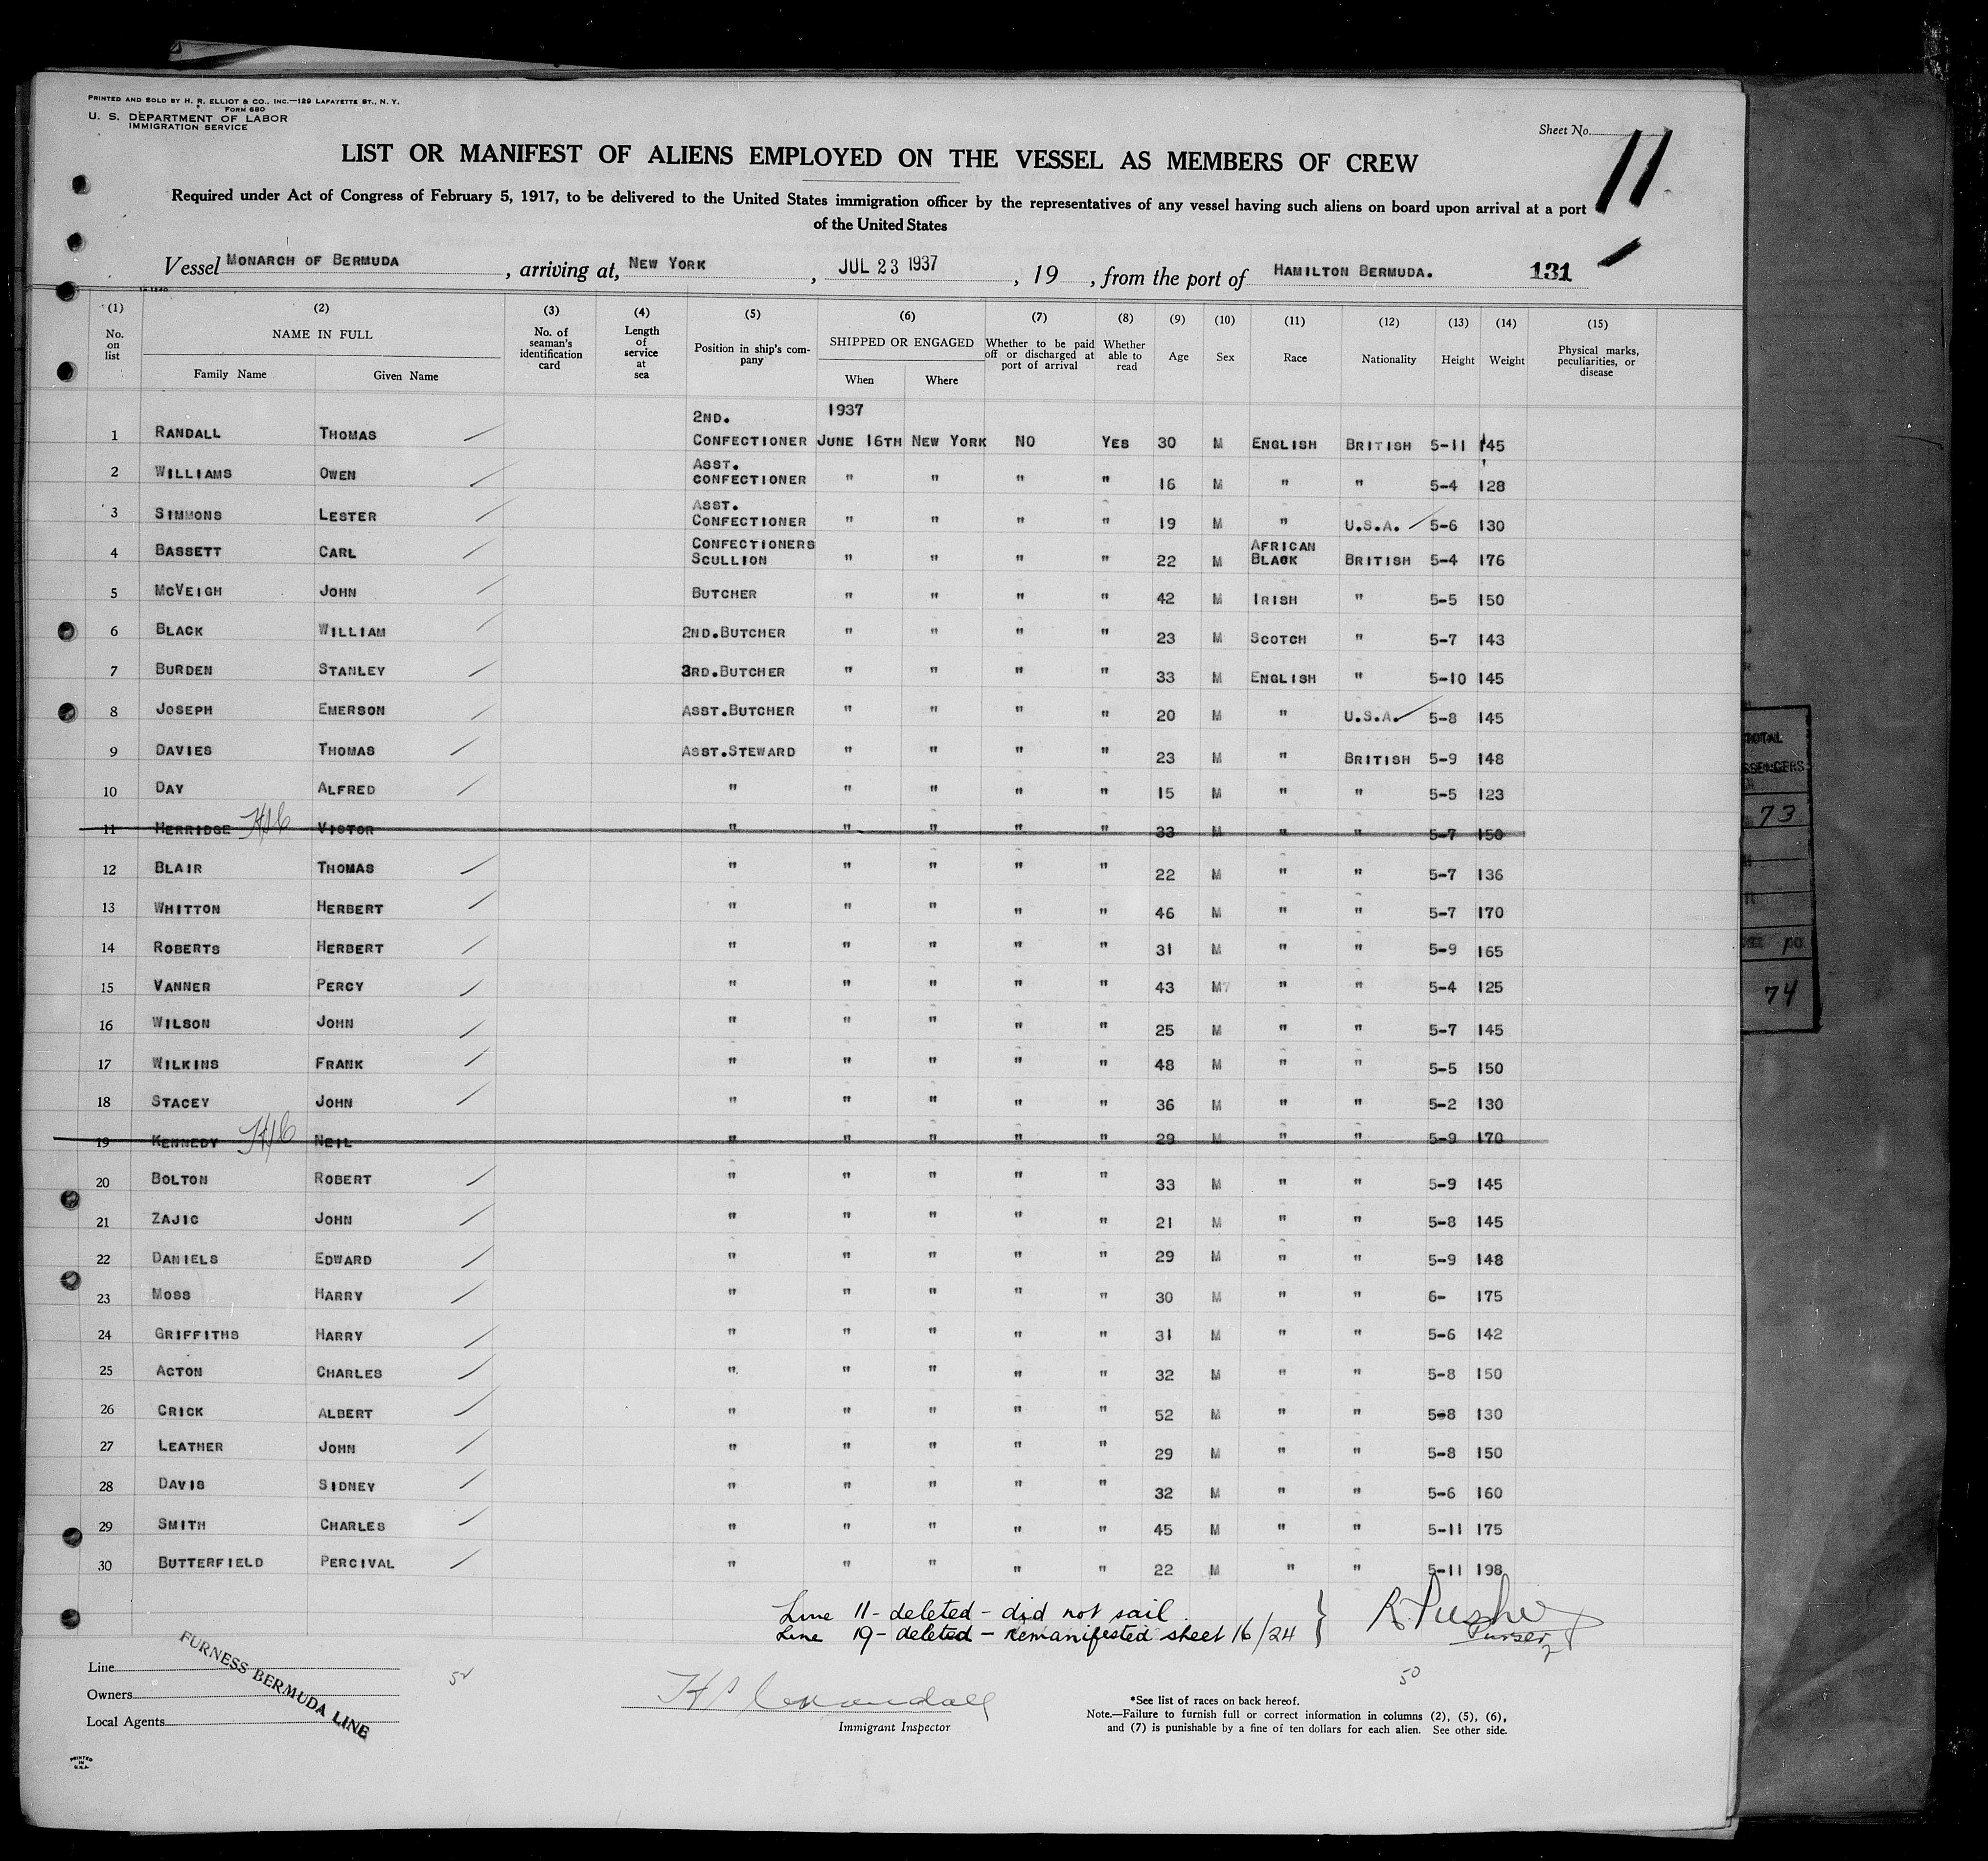 PRINTED AND SOLD BY H. R. ELLIOT & CO., INC.—129 LAFAYETTE ST., N. Y.
FORM 680
U. S. DEPARTMENT OF LABOR
IMMIGRATION SERVICE
Sheet No. 11
LIST OR MANIFEST OF ALIENS EMPLOYED ON THE VESSEL AS MEMBERS OF CREW
Required under Act of Congress of February 5, 1917, to be delivered to the United States immigration officer by the representatives of any vessel having such aliens on board upon arrival at a port
of the United States
Vessel MONARCH OF BERMUDA, arriving at, NEW YORK, JUL 23 1937, 19, from the port of HAMILTON BERMUDA. 131
(1) No. on list (2) NAME IN FULL Family Name Given Name (3) No. of seaman's identification card (4) Length of service at sea (5) Position in ship's company (6) SHIPPED OR ENGAGED When Where (7) Whether to be paid off or discharged at port of arrival (8) Whether able to read (9) Age (10) Sex (11) Race (12) Nationality (13) Height (14) Weight (15) Physical marks, peculiarities, or disease
1 RANDALL THOMAS 2ND. CONFECTIONER 1937 JUNE 16TH NEW YORK NO YES 30 M ENGLISH BRITISH 5-11 145
2 WILLIAMS OWEN ASST. CONFECTIONER " " " " 16 M " " 5-4 128
3 SIMMONS LESTER ASST. CONFECTIONER " " " " 19 M " U.S.A. 5-6 130
4 BASSETT CARL CONFECTIONERS SCULLION " " " " 22 M AFRICAN BLACK BRITISH 5-4 176
5 MCVEIGH JOHN BUTCHER " " " " 42 M IRISH " 5-5 150
6 BLACK WILLIAM 2ND.BUTCHER " " " " 23 M SCOTCH " 5-7 143
7 BURDEN STANLEY 3RD.BUTCHER " " " " 33 M ENGLISH " 5-10 145
8 JOSEPH EMERSON ASST.BUTCHER " " " " 20 M " U.S.A. 5-8 145
9 DAVIES THOMAS ASST.STEWARD " " " " 23 M " BRITISH 5-9 148
10 DAY ALFRED " " " " " 15 M " " 5-5 123
11 HERRIDGE VICTOR " " " " " 33 M " " 5-7 150
12 BLAIR THOMAS " " " " " 22 M " " 5-7 136
13 WHITTON HERBERT " " " " " 46 M " " 5-7 170
14 ROBERTS HERBERT " " " " " 31 M " " 5-9 165
15 VANNER PERCY " " " " " 43 M7 " " 5-4 125
16 WILSON JOHN " " " " " 25 M " " 5-7 145
17 WILKINS FRANK " " " " " 48 M " " 5-5 150
18 STACEY JOHN " " " " " 36 M " " 5-2 130
19 KENNEDY NEIL " " " " " 29 M " " 5-9 170
20 BOLTON ROBERT " " " " " 33 M " " 5-9 145
21 ZAJIC JOHN " " " " " 21 M " " 5-8 145
22 DANIELS EDWARD " " " " " 29 M " " 5-9 148
23 MOSS HARRY " " " " " 30 M " " 6- 175
24 GRIFFITHS HARRY " " " " " 31 M " " 5-6 142
25 ACTON CHARLES " " " " " 32 M " " 5-8 150
26 CRICK ALBERT " " " " " 52 M " " 5-8 130
27 LEATHER JOHN " " " " " 29 M " " 5-8 150
28 DAVIS SIDNEY " " " " " 32 M " " 5-6 160
29 SMITH CHARLES " " " " " 45 M " " 5-11 175
30 BUTTERFIELD PERCIVAL " " " " " 22 M " " 5-11 198
Line 11 - deleted - did not sail.
Line 19 - deleted - remanifested sheet 16/24
Purser
Line
Owners
Local Agents
FURNESS BERMUDA LINE
50
Immigrant Inspector
*See list of races on back hereof.
Note.—Failure to furnish full or correct information in columns (2), (5), (6),
and (7) is punishable by a fine of ten dollars for each alien. See other side.
PRINTED IN U.S.A.
TOTAL
73
74